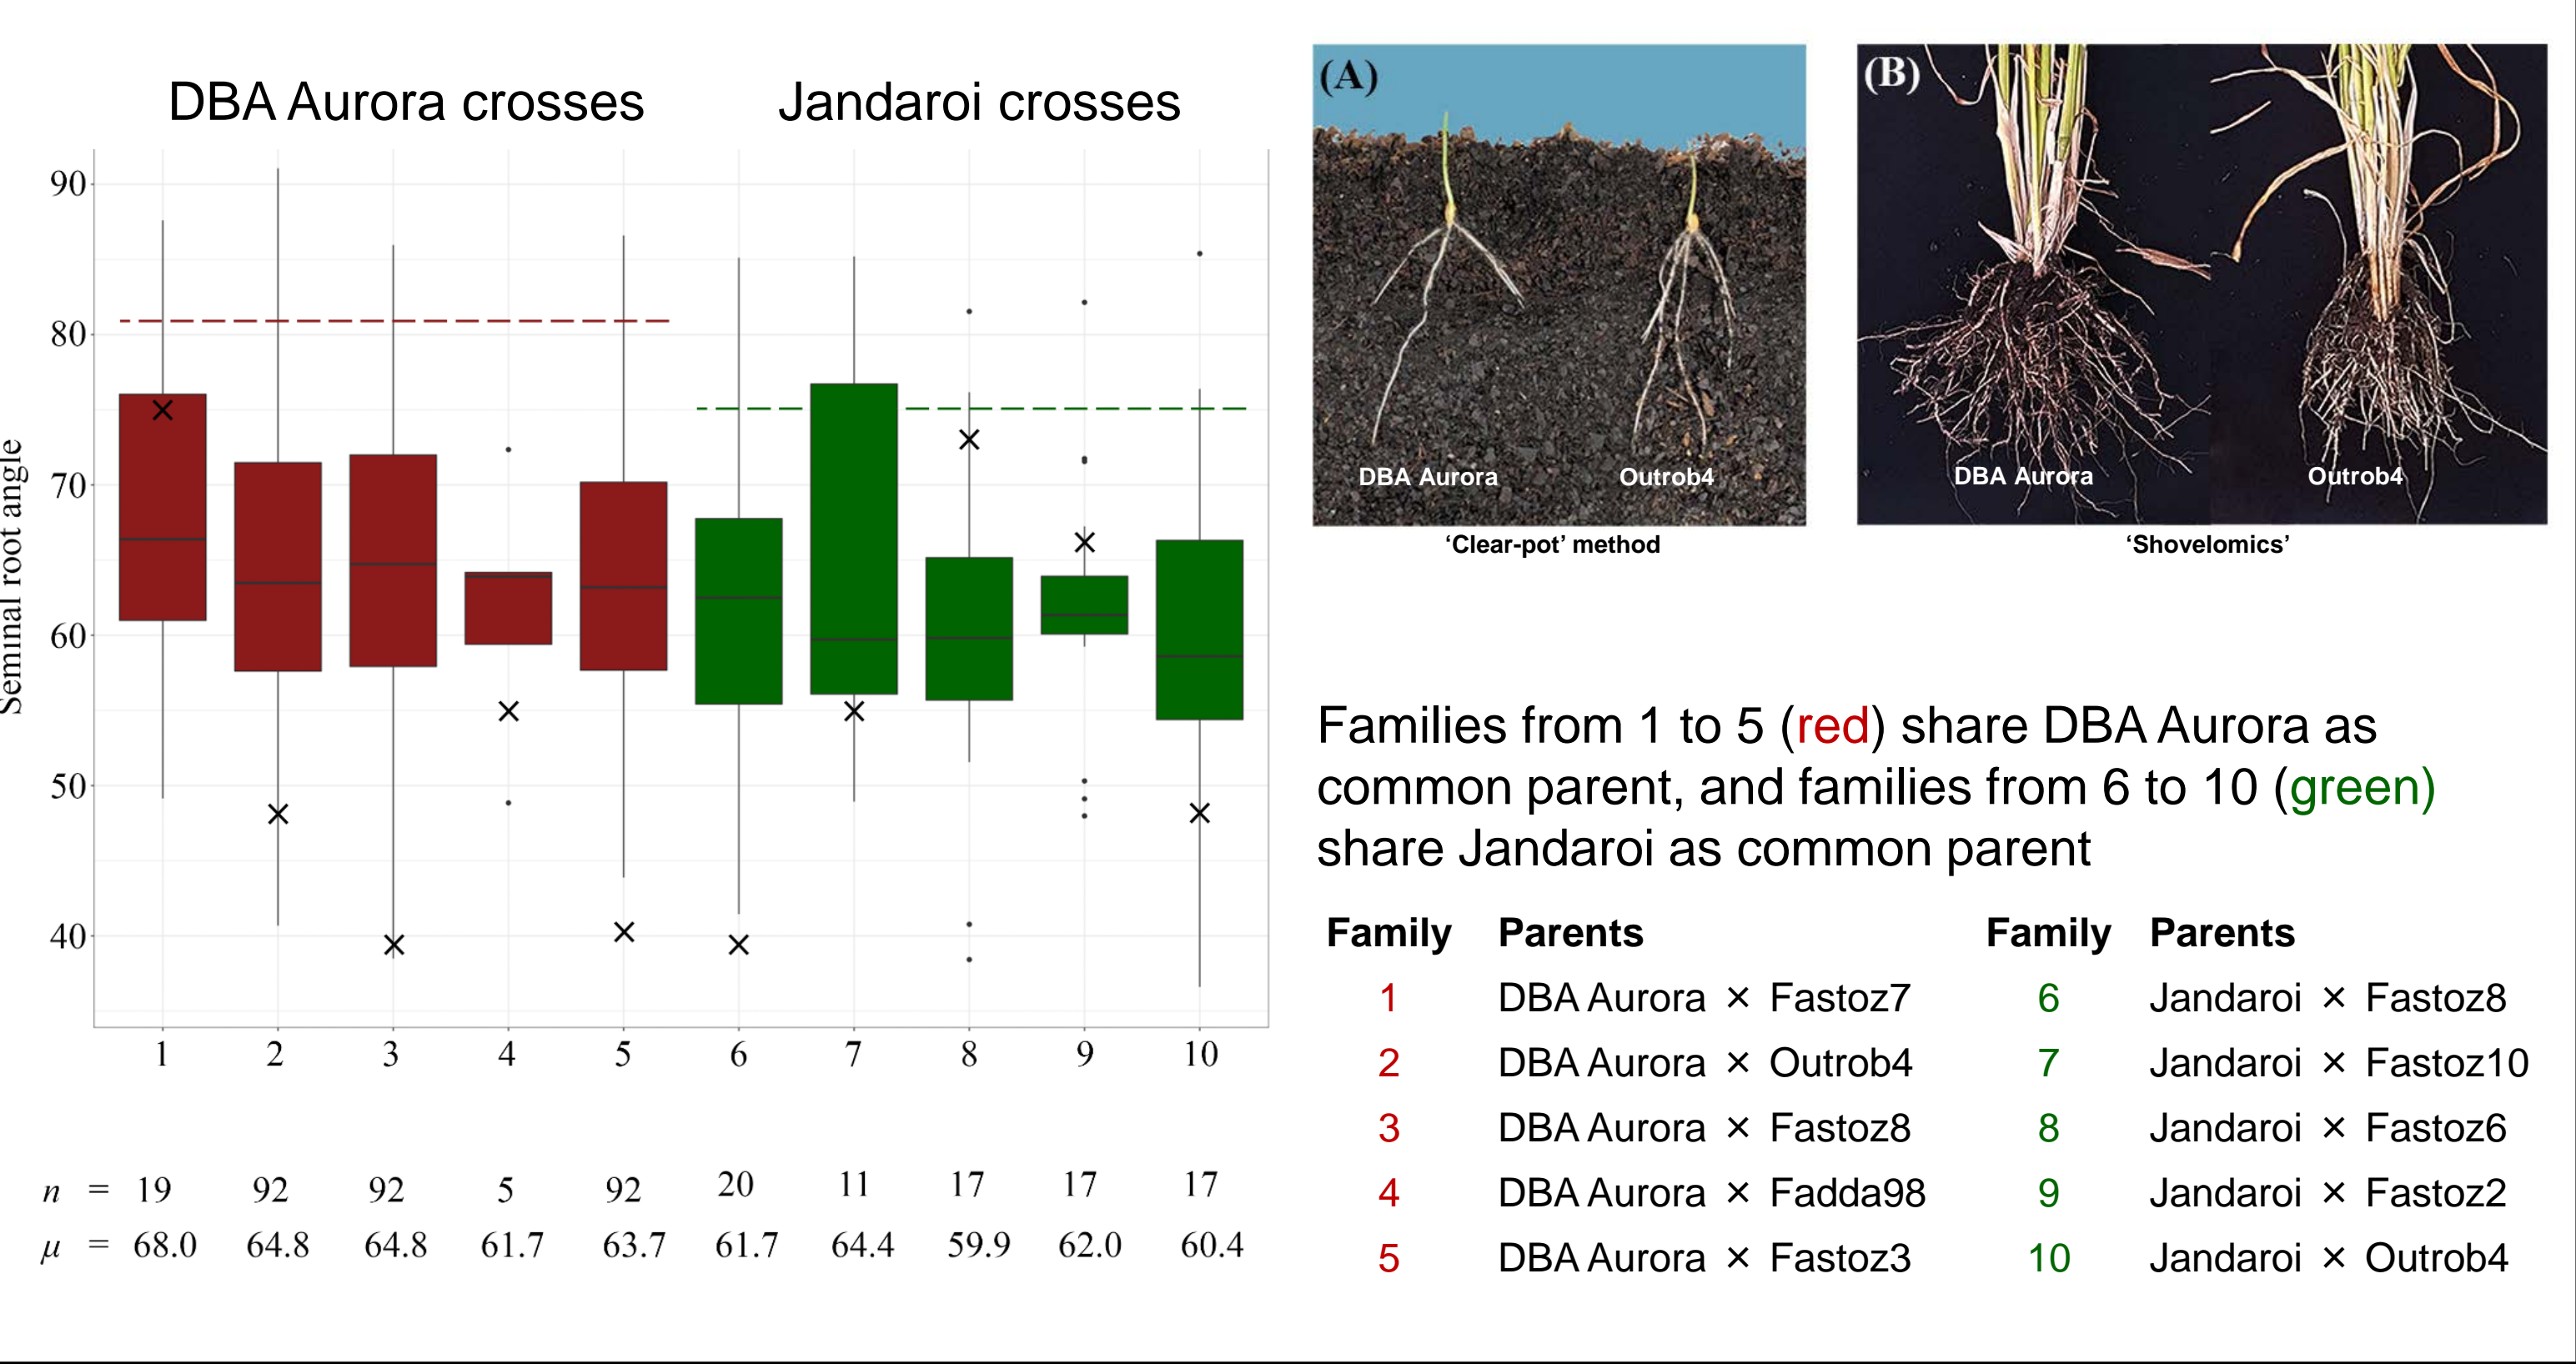 DBA Aurora crosses
Jandaroi crosses
Seminal root angle
90
80
70
60
50
40
1 2 3 4 5 6 7 8 9 10
n = 19 92 92 5 92 20 11 17 17 17
μ = 68.0 64.8 64.8 61.7 63.7 61.7 64.4 59.9 62.0 60.4
(A)
DBA Aurora Outrob4
‘Clear-pot’ method
(B)
DBA Aurora Outrob4
‘Shovelomics’
Families from 1 to 5 (red) share DBA Aurora as
common parent, and families from 6 to 10 (green)
share Jandaroi as common parent
Family Parents Family Parents
1 DBA Aurora × Fastoz7 6 Jandaroi × Fastoz8
2 DBA Aurora × Outrob4 7 Jandaroi × Fastoz10
3 DBA Aurora × Fastoz8 8 Jandaroi × Fastoz6
4 DBA Aurora × Fadda98 9 Jandaroi × Fastoz2
5 DBA Aurora × Fastoz3 10 Jandaroi × Outrob4